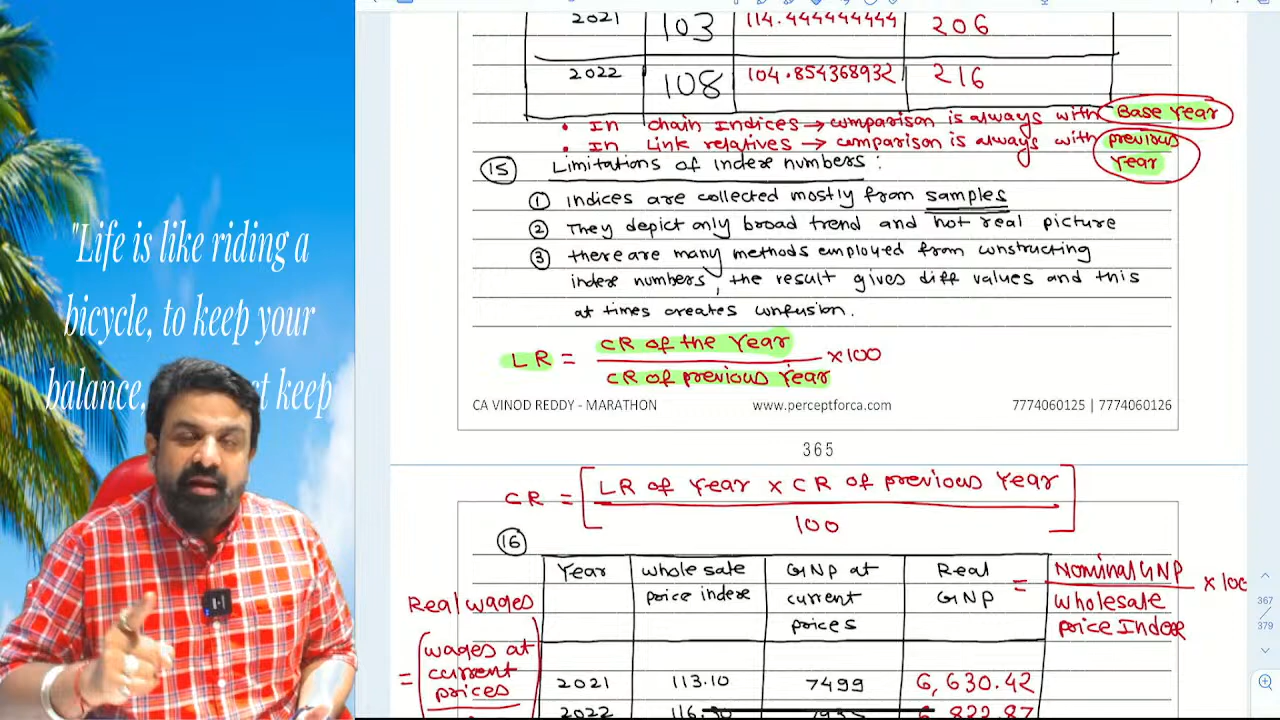 2021 103 114.444444444 206
2022 108 104.854368932 216
• In chain Indices → comparison is always with Base Year
• In Link relatives → comparison is always with previous Year
15 Limitations of index numbers :
① Indices are collected mostly from samples
② They depict only broad trend and not real picture
③ there are many methods employed from constructing
index numbers, the result gives diff values and this
at times creates confusion.
LR = CR of the Year / CR of previous Year × 100
CA VINOD REDDY - MARATHON www.perceptforca.com 7774060125 | 7774060126
365
CR = [ LR of Year × CR of previous Year / 100 ]
16
Year whole sale price index GNP at current prices Real GNP = Nominal GNP / Wholesale Price Index × 100
Real wages
= ( wages at current prices
2021 113.10 7499 6,630.42
2022
"Life is like riding a
bicycle, to keep your
balance, keep
367
379